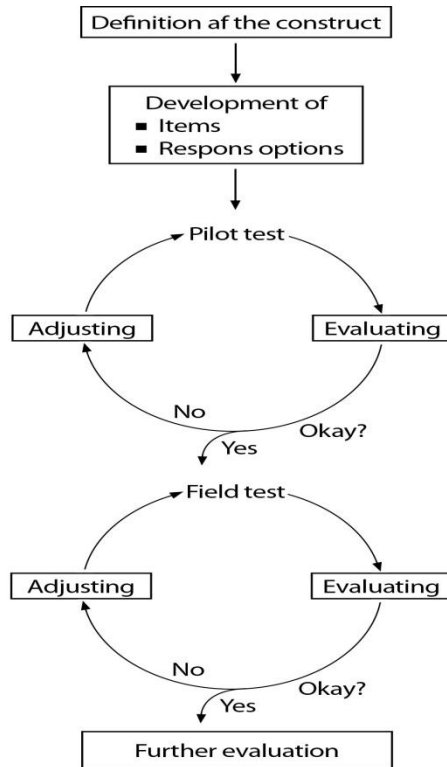 Definition af the construct
Development of
▪ Items
▪ Respons options
Pilot test
Adjusting
Evaluating
No
Okay?
Yes
Field test
Adjusting
Evaluating
No
Okay?
Yes
Further evaluation